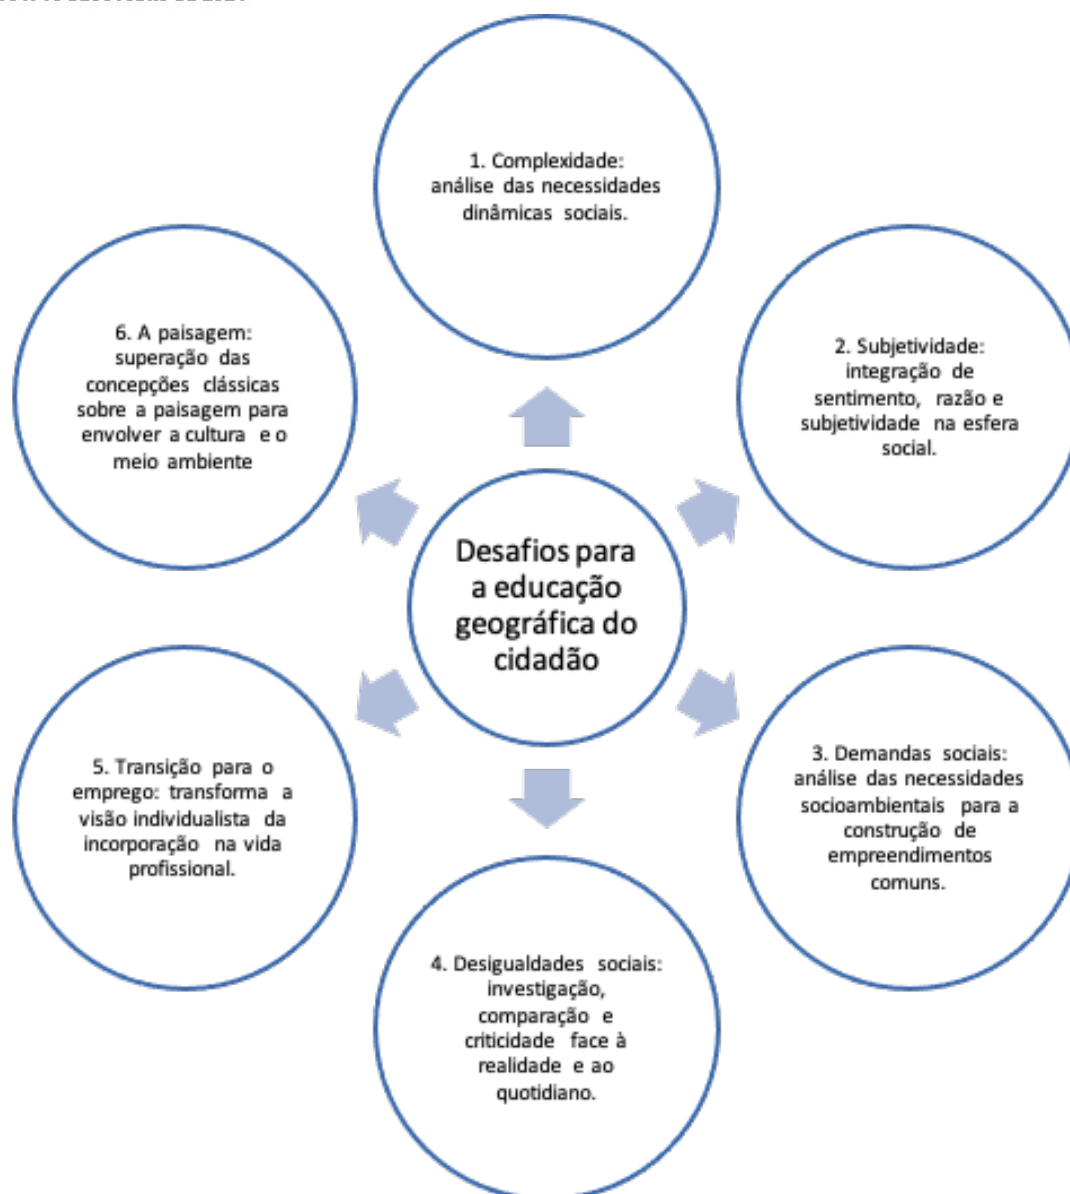 1. Complexidade:
análise das necessidades
dinâmicas sociais.
2. Subjetividade:
integração de
sentimento, razão e
subjetividade na esfera
social.
3. Demandas sociais:
análise das necessidades
socioambientais para a
construção de
empreendimentos
comuns.
4. Desigualdades sociais:
investigação,
comparação e
criticidade face à
realidade e ao
quotidiano.
5. Transição para o
emprego: transforma a
visão individualista da
incorporação na vida
profissional.
6. A paisagem:
superação das
concepções clássicas
sobre a paisagem para
envolver a cultura e o
meio ambiente
Desafios para
a educação
geográfica do
cidadão